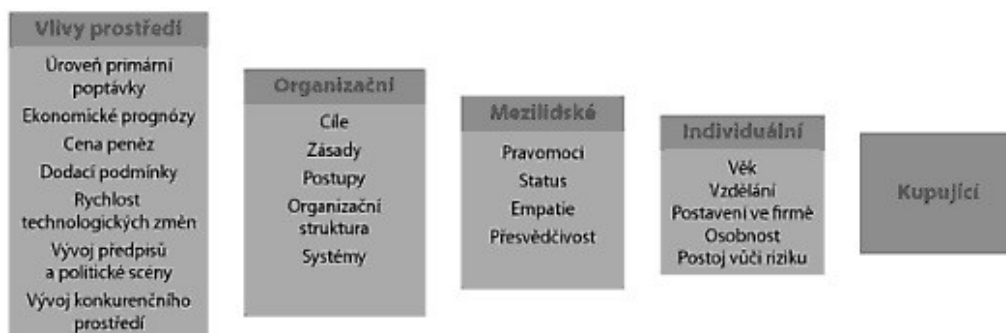 Vlivy prostředí
Úroveň primární
poptávky
Ekonomické prognózy
Cena peněz
Dodací podmínky
Rychlost
technologických změn
Vývoj předpisů
a politické scény
Vývoj konkurenčního
prostředí
Organizační
Cíle
Zásady
Postupy
Organizační
struktura
Systémy
Mezilidské
Pravomoci
Status
Empatie
Přesvědčivost
Individuální
Věk
Vzdělání
Postavení ve firmě
Osobnost
Postoj vůči riziku
Kupující